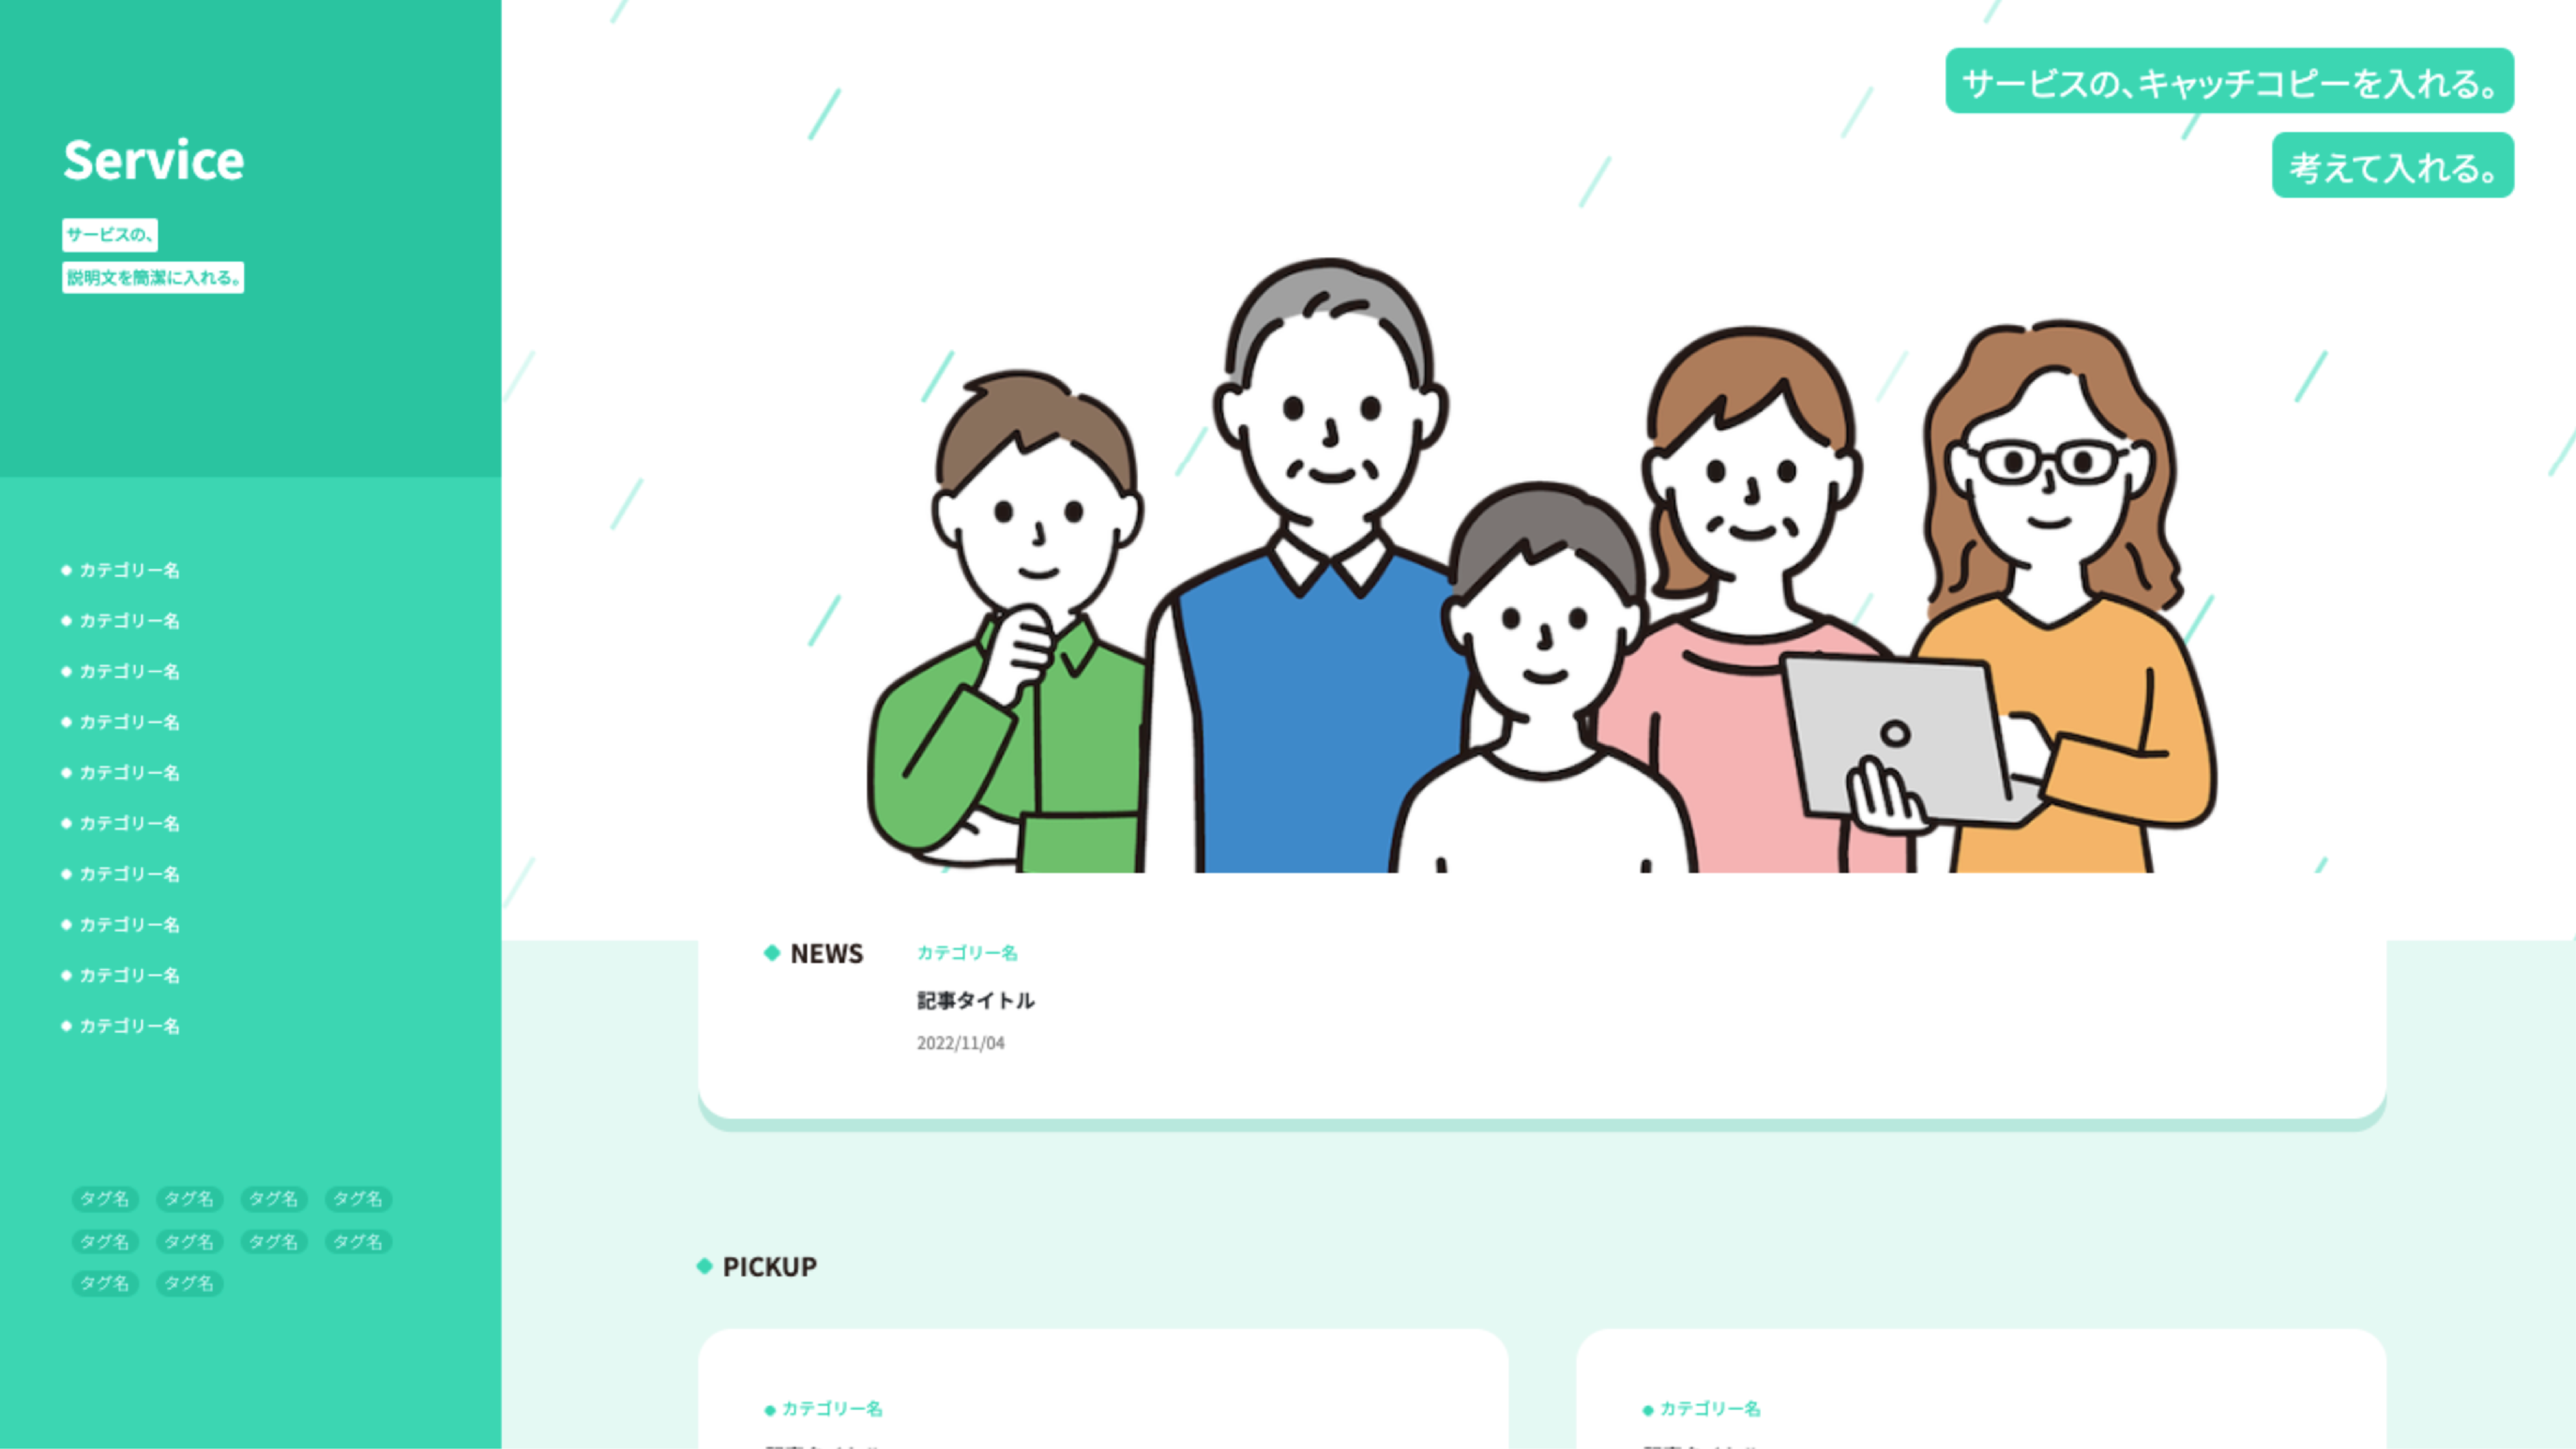 Service
サービスの、
説明文を簡潔に入れる。
カテゴリー名
カテゴリー名
カテゴリー名
カテゴリー名
カテゴリー名
カテゴリー名
カテゴリー名
カテゴリー名
カテゴリー名
カテゴリー名
タグ名 タグ名 タグ名 タグ名
タグ名 タグ名 タグ名 タグ名
タグ名 タグ名
サービスの、キャッチコピーを入れる。
考えて入れる。
NEWS
カテゴリー名
記事タイトル
2022/11/04
PICKUP
カテゴリー名
カテゴリー名